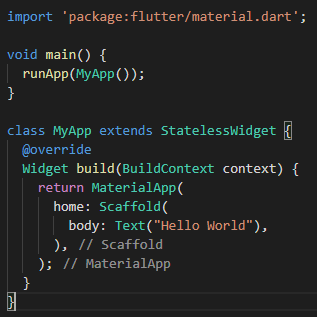 import 'package:flutter/material.dart';

void main() {
  runApp(MyApp());
}

class MyApp extends StatelessWidget {
  @override
  Widget build(BuildContext context) {
    return MaterialApp(
      home: Scaffold(
        body: Text("Hello World"),
      ), // Scaffold
    ); // MaterialApp
  }
}